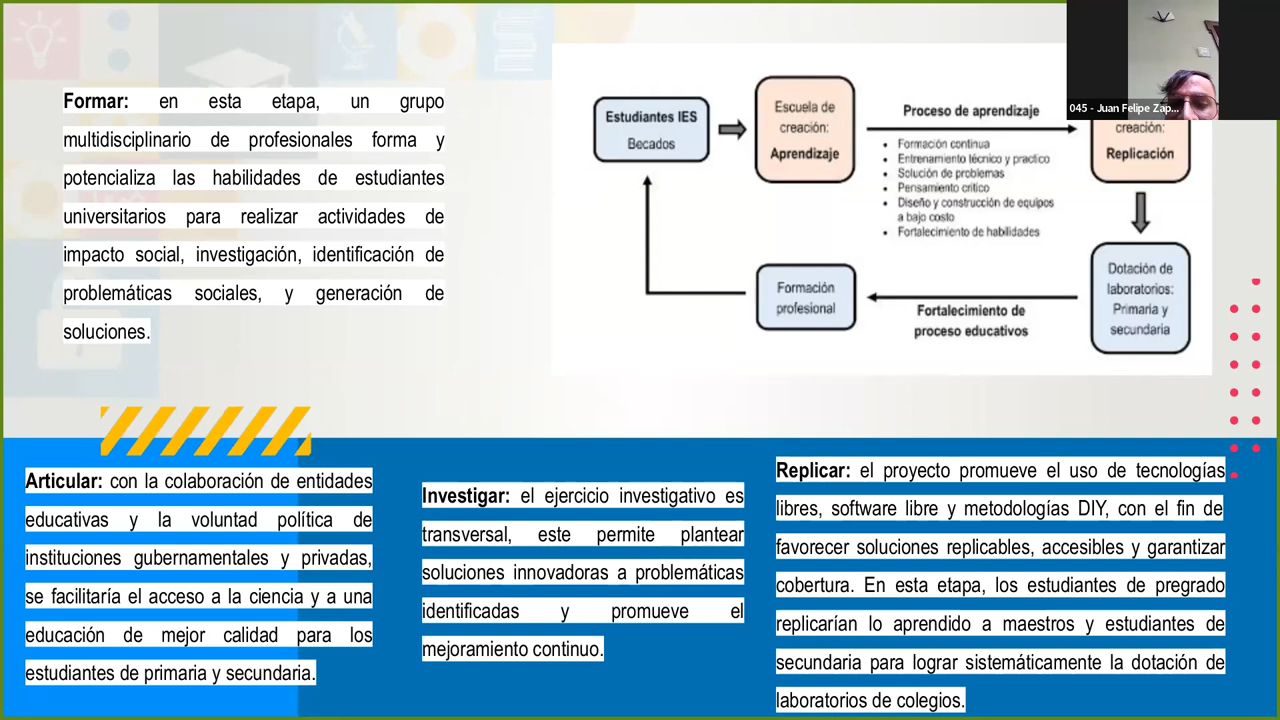 Formar: en esta etapa, un grupo
multidisciplinario de profesionales forma y
potencializa las habilidades de estudiantes
universitarios para realizar actividades de
impacto social, investigación, identificación de
problemáticas sociales, y generación de
soluciones.
Estudiantes IES
Becados
Escuela de
creación:
Aprendizaje
Proceso de aprendizaje
• Formación continua
• Entrenamiento técnico y practico
• Solución de problemas
• Pensamiento critico
• Diseño y construcción de equipos
a bajo costo
• Fortalecimiento de habilidades
045 - Juan Felipe Zap...
creación:
Replicación
Dotación de
laboratorios:
Primaria y
secundaria
Fortalecimiento de
proceso educativos
Formación
profesional
Articular: con la colaboración de entidades
educativas y la voluntad política de
instituciones gubernamentales y privadas,
se facilitaría el acceso a la ciencia y a una
educación de mejor calidad para los
estudiantes de primaria y secundaria.
Investigar: el ejercicio investigativo es
transversal, este permite plantear
soluciones innovadoras a problemáticas
identificadas y promueve el
mejoramiento continuo.
Replicar: el proyecto promueve el uso de tecnologías
libres, software libre y metodologías DIY, con el fin de
favorecer soluciones replicables, accesibles y garantizar
cobertura. En esta etapa, los estudiantes de pregrado
replicarían lo aprendido a maestros y estudiantes de
secundaria para lograr sistemáticamente la dotación de
laboratorios de colegios.